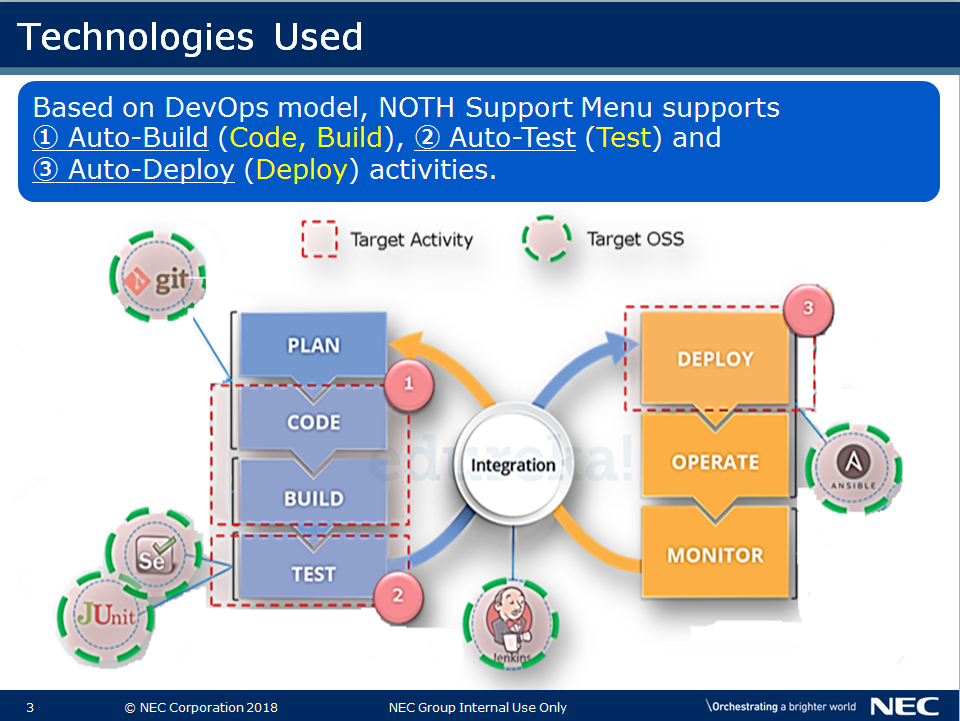 Technologies Used
Based on DevOps model, NOTH Support Menu supports
① Auto-Build (Code, Build), ② Auto-Test (Test) and
③ Auto-Deploy (Deploy) activities.
Target Activity
Target OSS
git
PLAN
1
CODE
BUILD
TEST
2
Se
JUnit
edureka!
Integration
Jenkins
3
DEPLOY
OPERATE
MONITOR
A
ANSIBLE
3
© NEC Corporation 2018
NEC Group Internal Use Only
\Orchestrating a brighter world
NEC